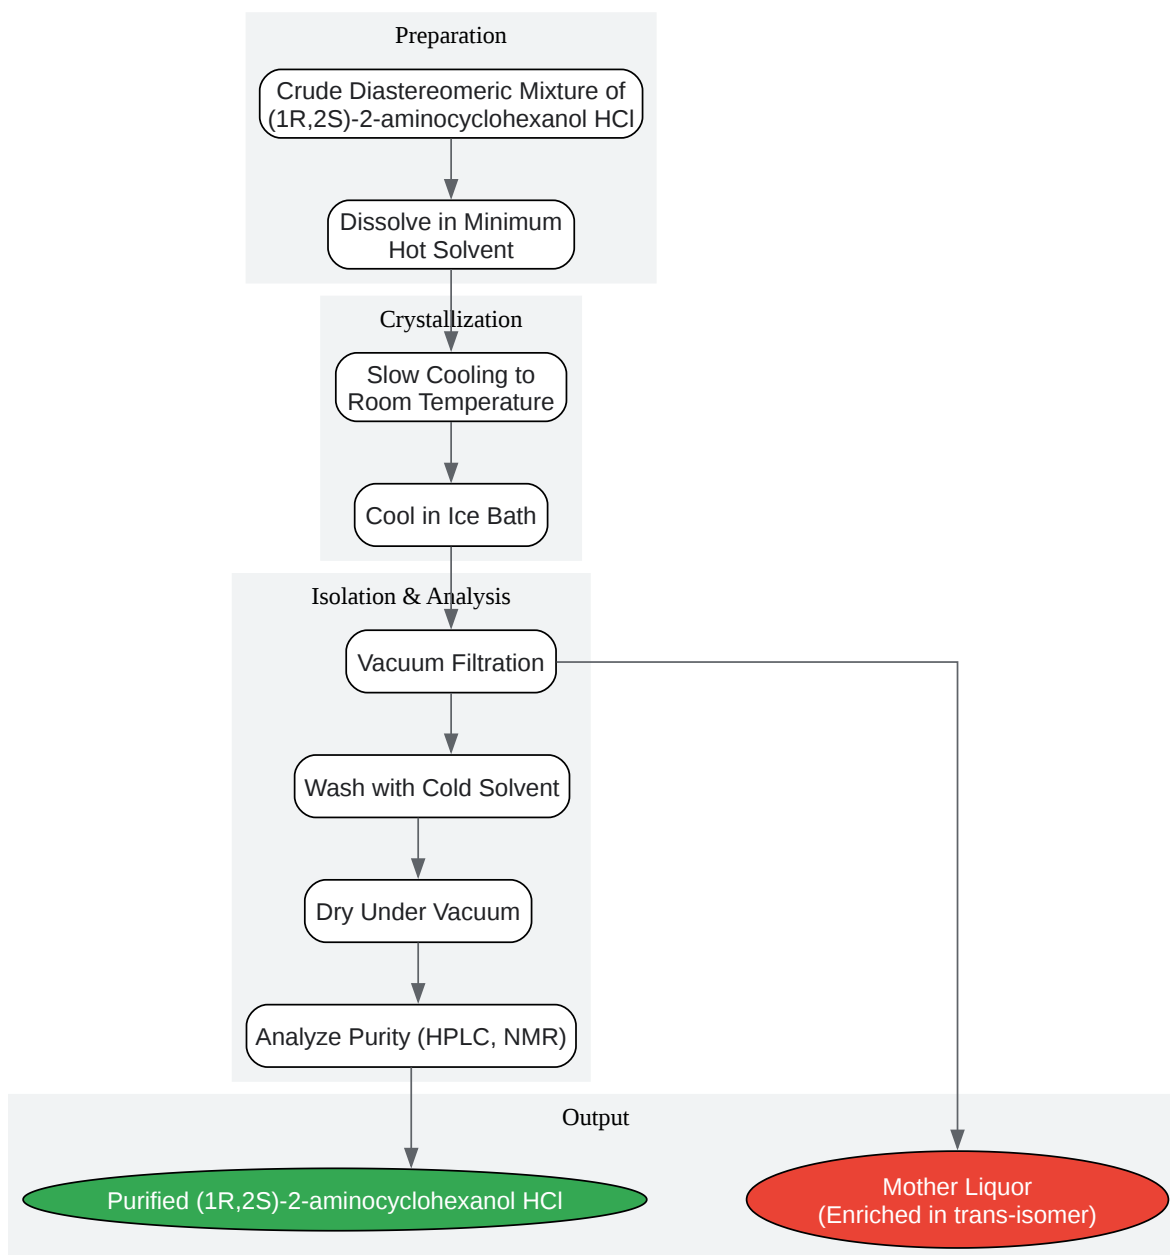 Preparation
Crude Diastereomeric Mixture of
(1R,2S)-2-aminocyclohexanol HCl
Dissolve in Minimum
Hot Solvent
Crystallization
Slow Cooling to
Room Temperature
Cool in Ice Bath
Isolation & Analysis
Vacuum Filtration
Wash with Cold Solvent
Dry Under Vacuum
Analyze Purity (HPLC, NMR)
Output
Purified (1R,2S)-2-aminocyclohexanol HCl
Mother Liquor
(Enriched in trans-isomer)